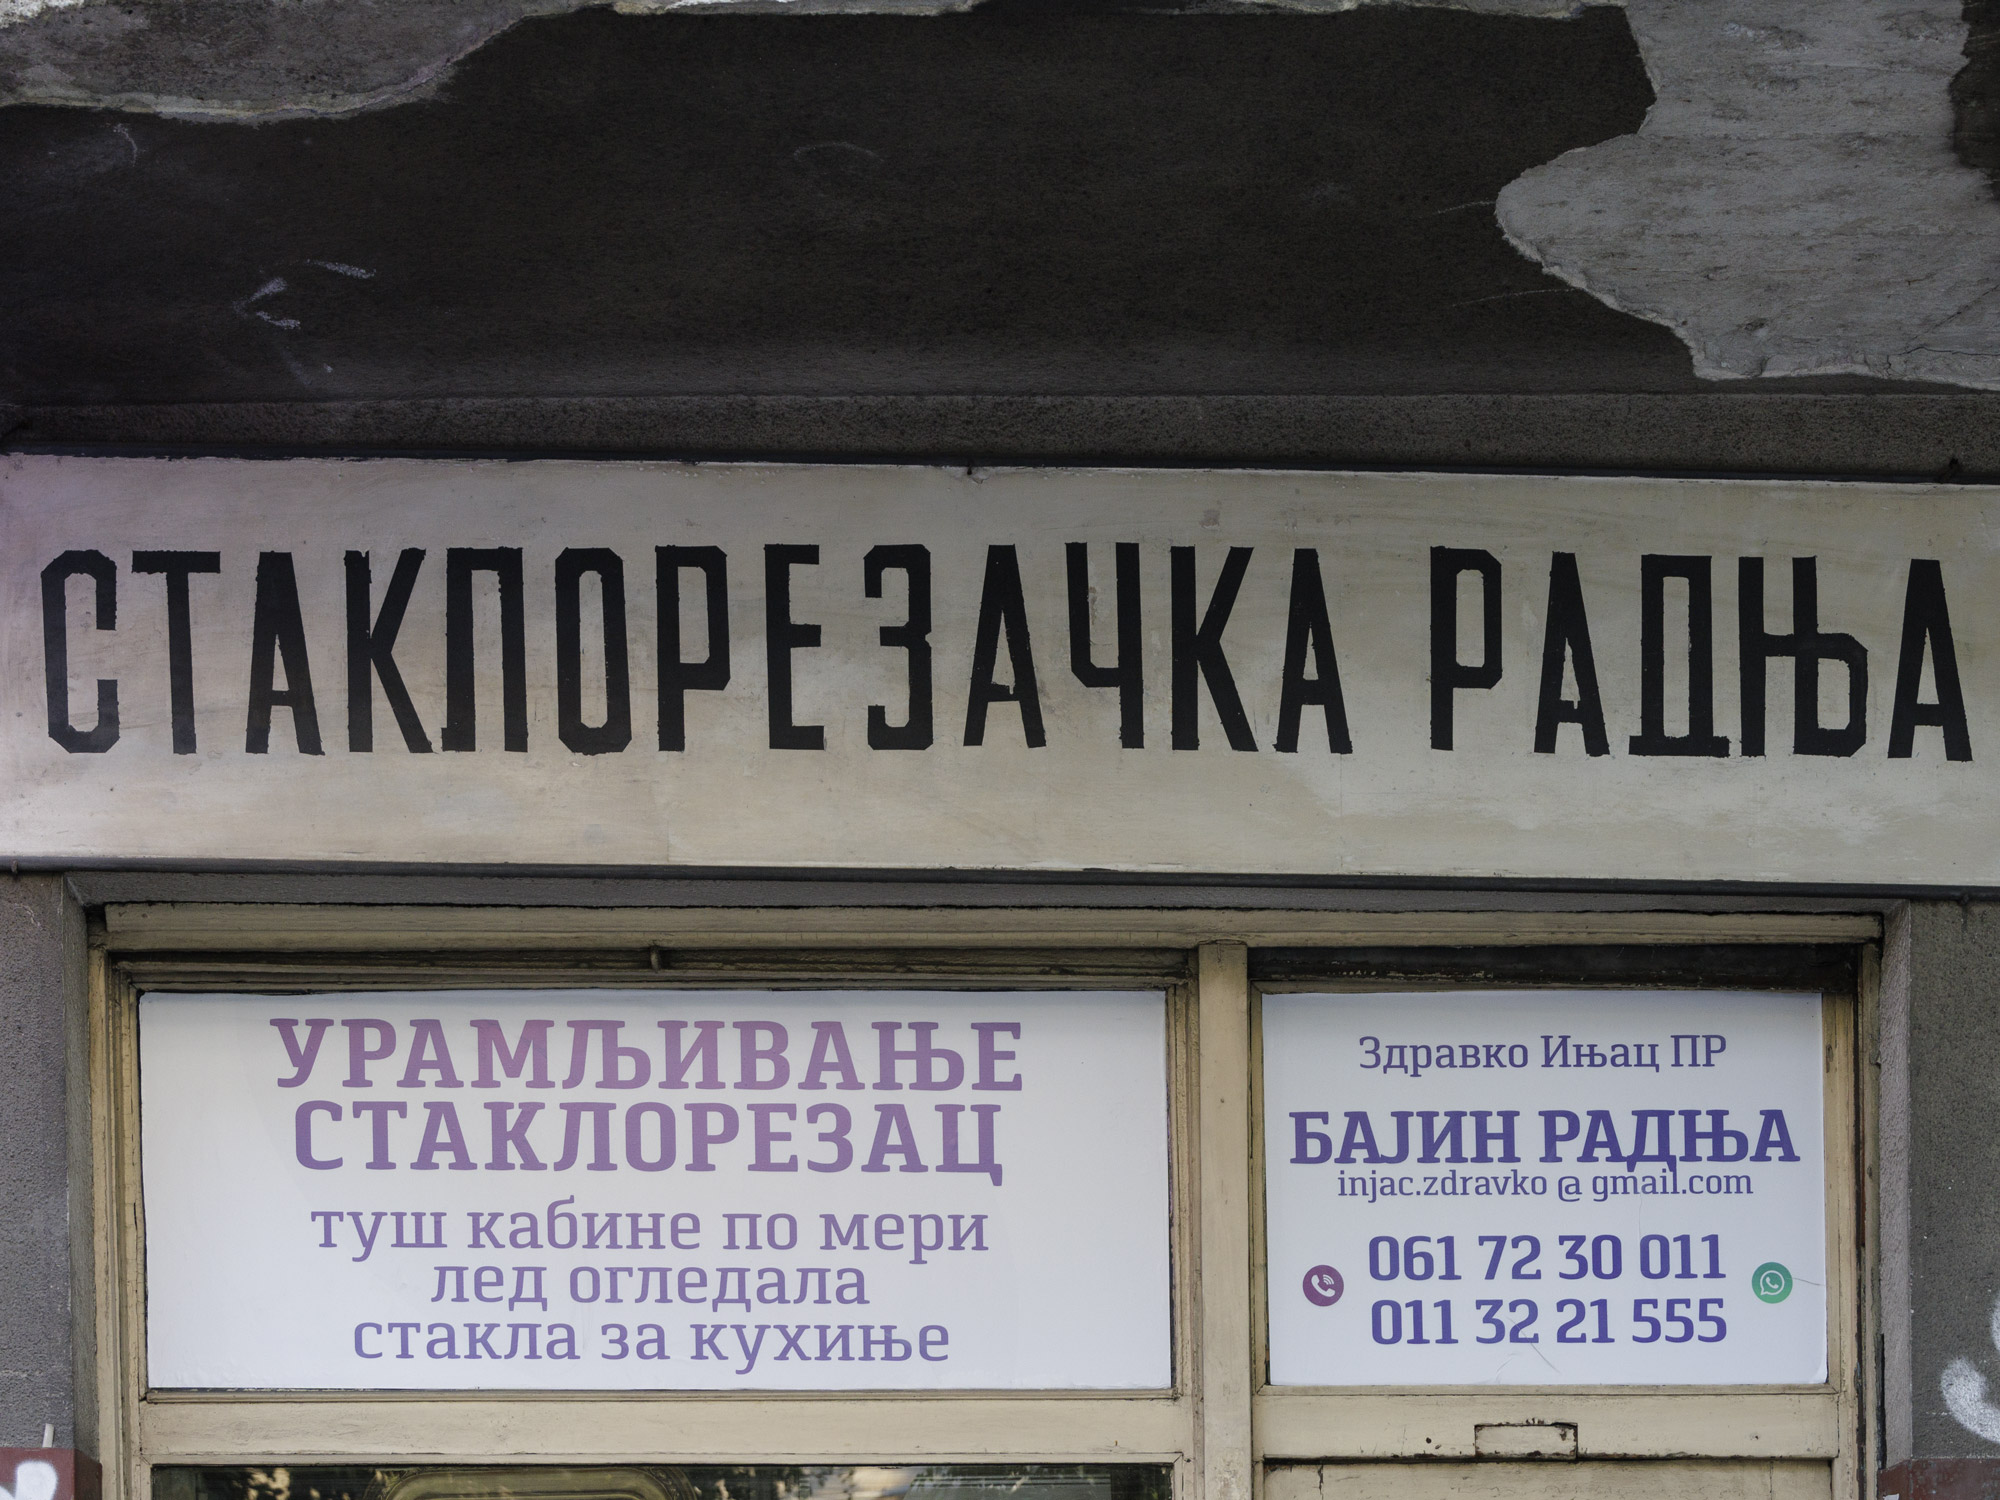 СТАКЛОРЕЗАЧКА РАДЊА
УРАМЉИВАЊЕ
СТАКЛОРЕЗАЦ
туш кабине по мери
лед огледала
стакла за кухиње
Здравко Ињац ПР
БАЈИН РАДЊА
injac.zdravko @ gmail.com
061 72 30 011
011 32 21 555